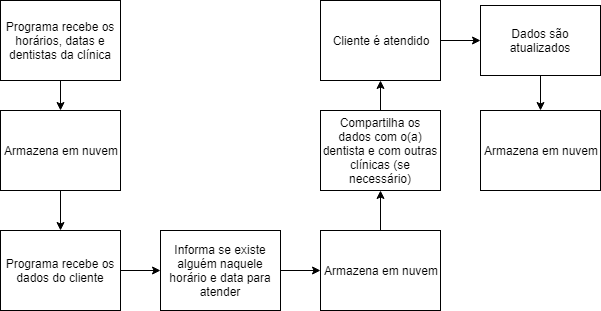 Programa recebe os
horários, datas e
dentistas da clínica
Armazena em nuvem
Programa recebe os
dados do cliente
Informa se existe
alguém naquele
horário e data para
atender
Armazena em nuvem
Compartilha os
dados com o(a)
dentista e com outras
clínicas (se
necessário)
Cliente é atendido
Dados são
atualizados
Armazena em nuvem